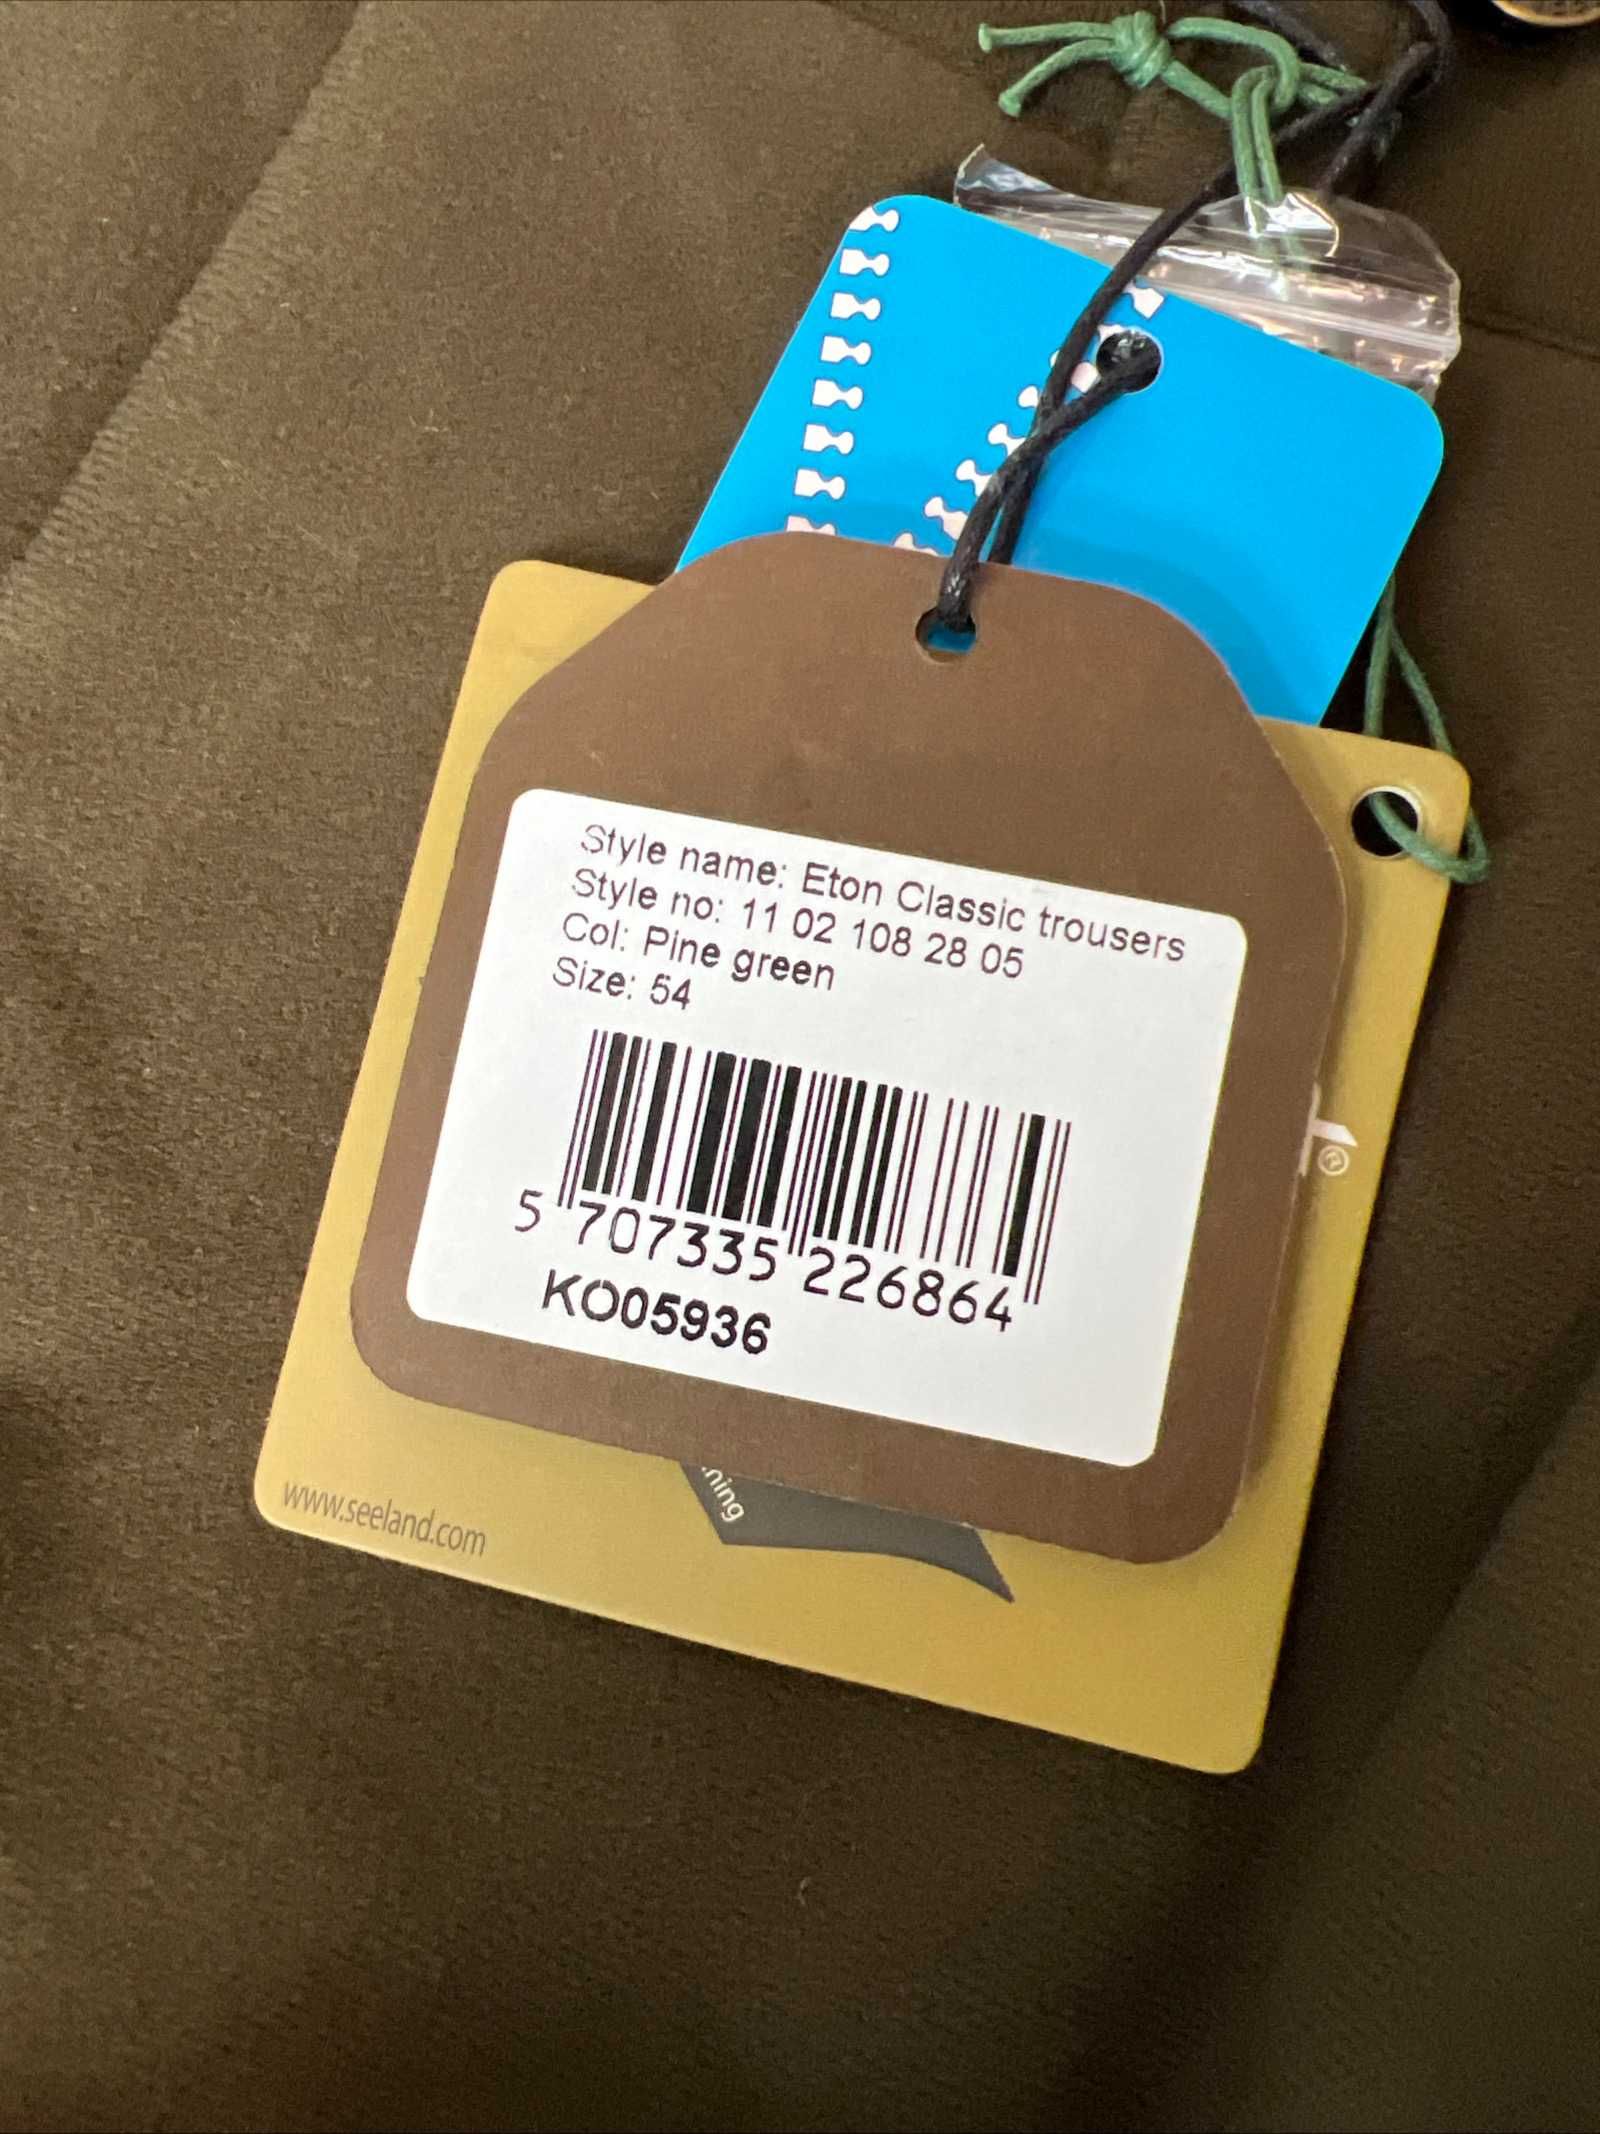 Style name: Eton Classic trousers
Style no: 11 02 108 28 05
Col: Pine green
Size: 54
5 707335 226864
KO05936
www.seeland.com